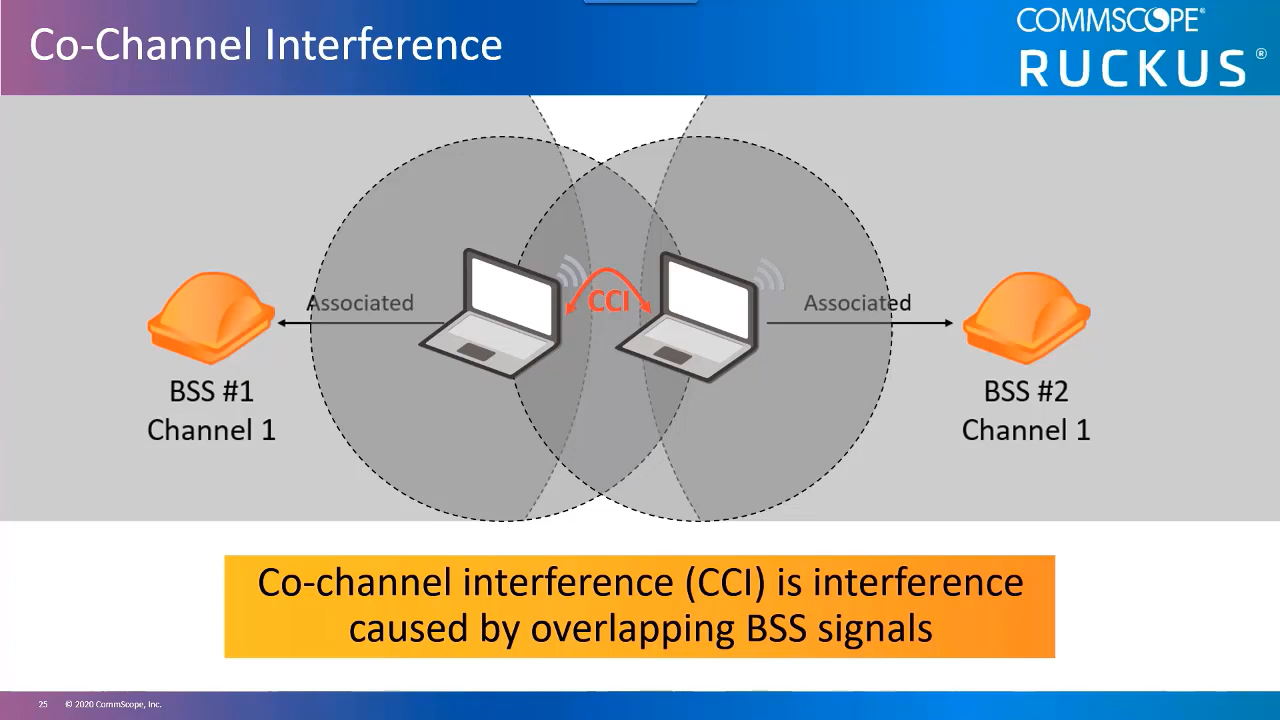 Co-Channel Interference
COMMSCOPE®
RUCKUS®
Associated
CCI
Associated
BSS #1
Channel 1
BSS #2
Channel 1
Co-channel interference (CCI) is interference
caused by overlapping BSS signals
25 © 2020 CommScope, Inc.